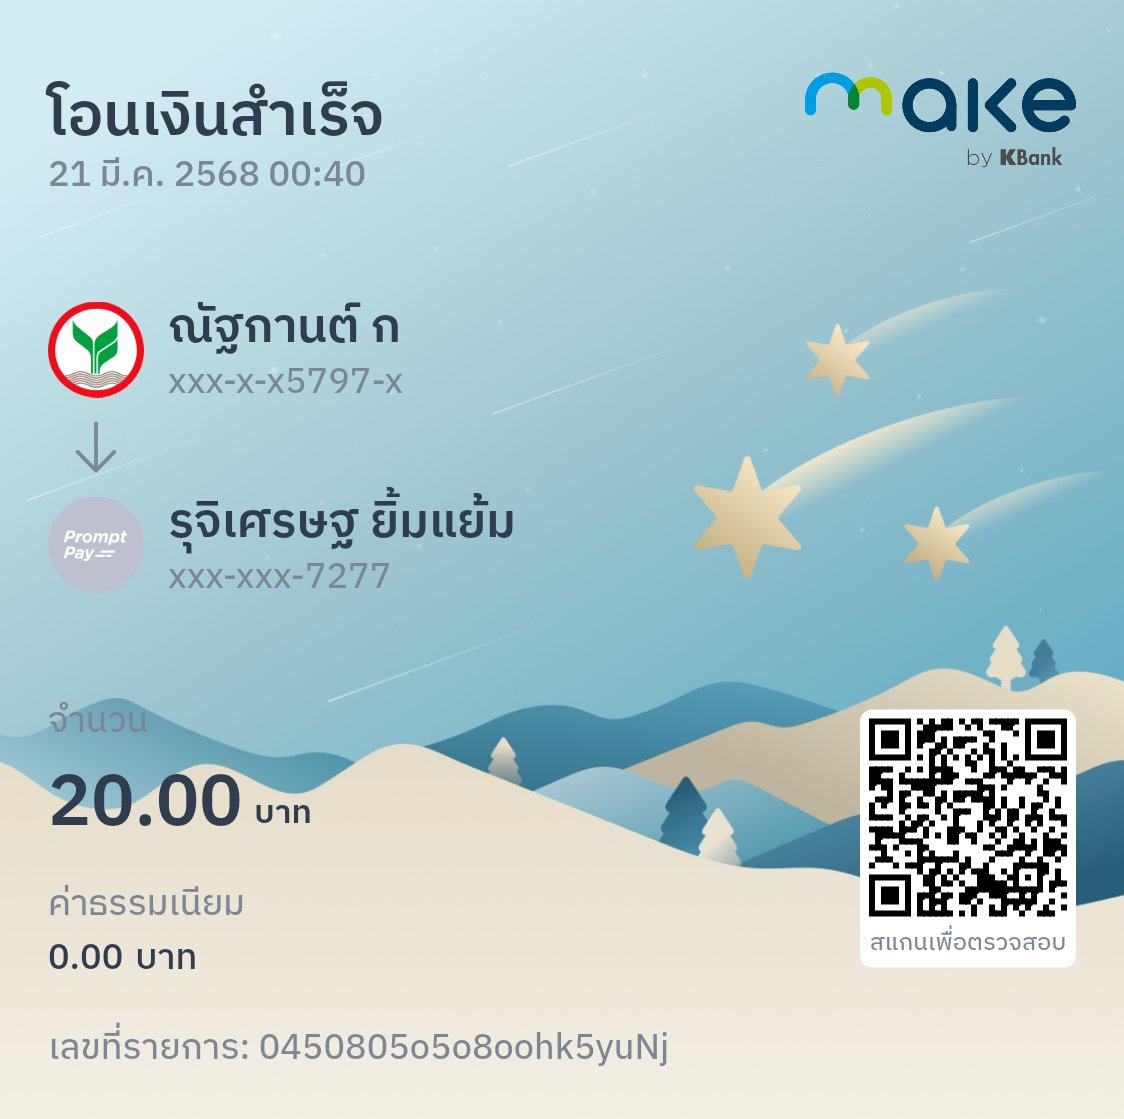 โอนเงินสำเร็จ
21 มี.ค. 2568 00:40
make
by KBank
ณัฐกานต์ ก
xxx-x-x5797-x
Prompt
Pay
รุจิเศรษฐ ยิ้มแย้ม
xxx-xxx-7277
จำนวน
20.00 บาท
ค่าธรรมเนียม
0.00 บาท
สแกนเพื่อตรวจสอบ
เลขที่รายการ: 0450805o5o8oohk5yuNj